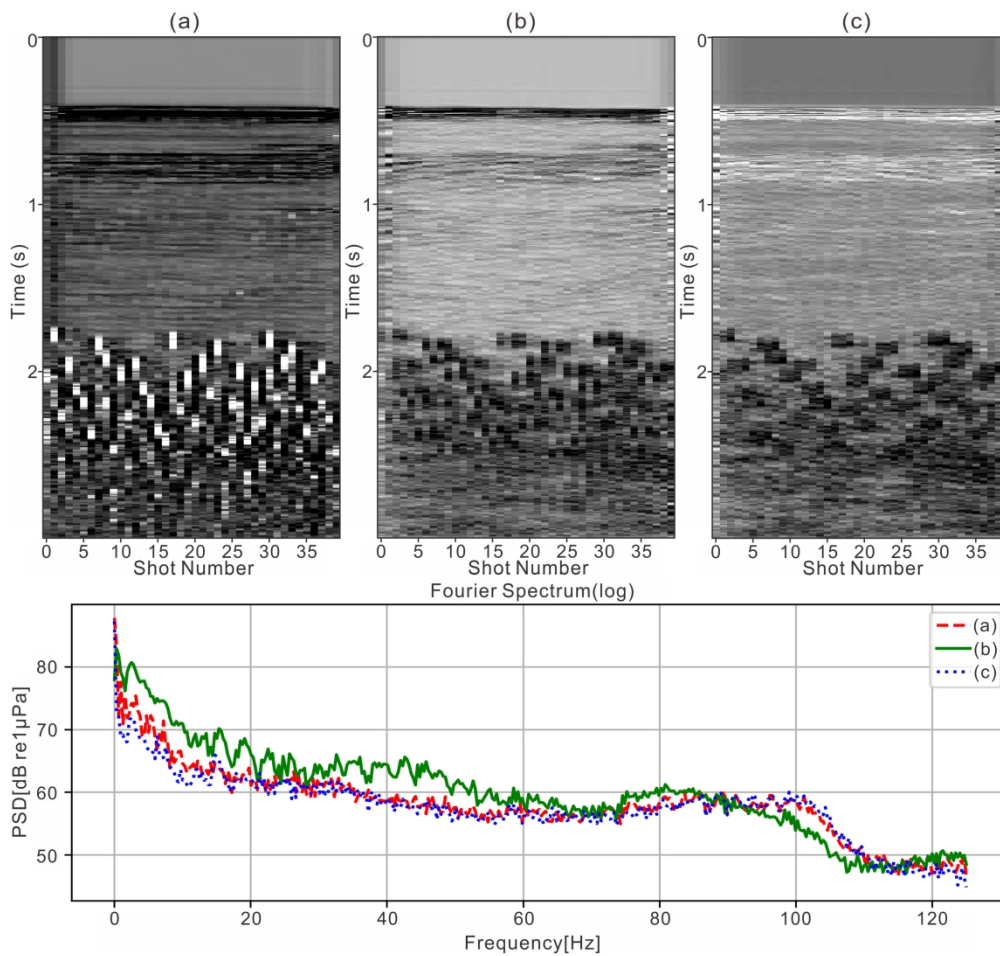 (a) (b) (c)
0 0 0
1 1 1
2 2 2
Time (s) Time (s) Time (s)
0 5 10 15 20 25 30 35 0 5 10 15 20 25 30 35 0 5 10 15 20 25 30 35
Shot Number Shot Number Shot Number
Fourier Spectrum(log)
(a)
(b)
(c)
80
70
60
50
PSD[dB re1μPa]
0 20 40 60 80 100 120
Frequency[Hz]